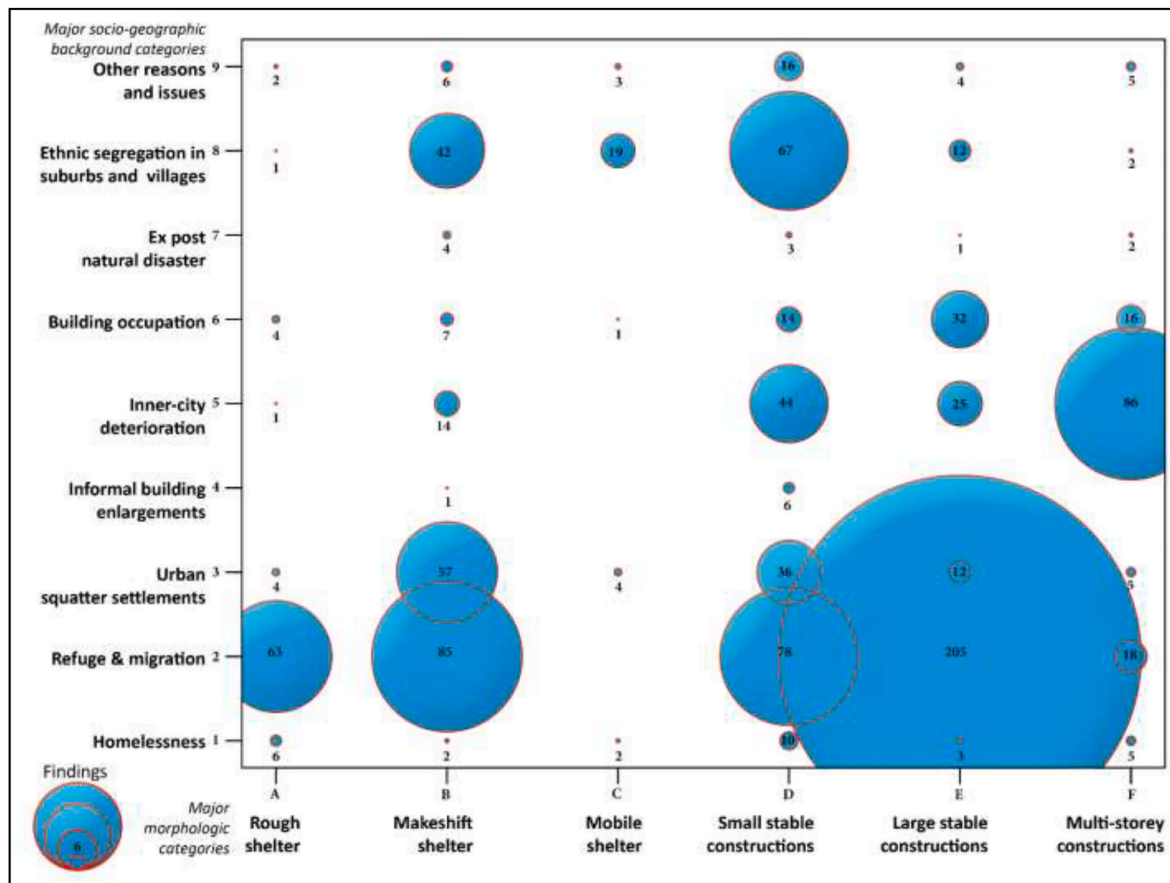 Major socio-geographic
background categories
Other reasons
and issues
9
2
6
3
16
4
5
Ethnic segregation in
suburbs and villages
8
1
42
19
67
12
2
Ex post
natural disaster
7
4
3
1
2
Building occupation
6
4
7
1
14
32
16
Inner-city
deterioration
5
1
14
44
25
86
Informal building
enlargements
4
1
6
Urban
squatter settlements
3
4
57
4
36
12
5
Refuge & migration
2
63
85
78
205
18
Homelessness
1
6
2
2
10
3
5
Findings
6
Major
morphologic
categories
A
B
C
D
E
F
Rough
shelter
Makeshift
shelter
Mobile
shelter
Small stable
constructions
Large stable
constructions
Multi-storey
constructions